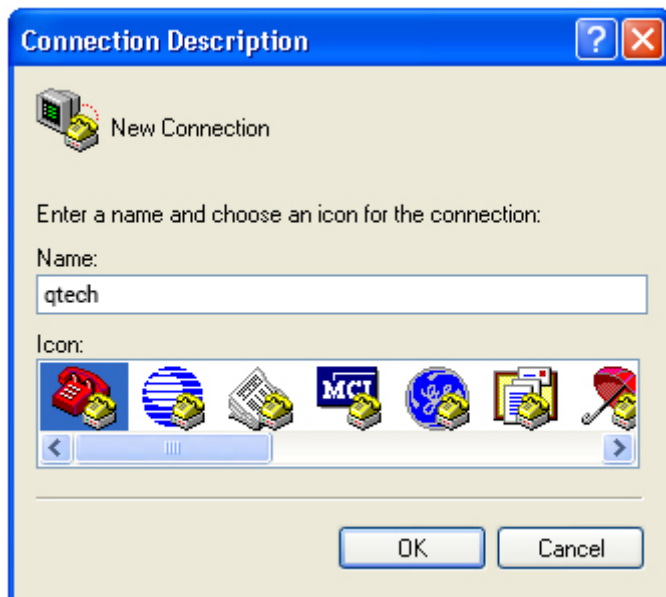 Connection Description
New Connection
Enter a name and choose an icon for the connection:
Name:
qtech
Icon:
MCI
OK
Cancel